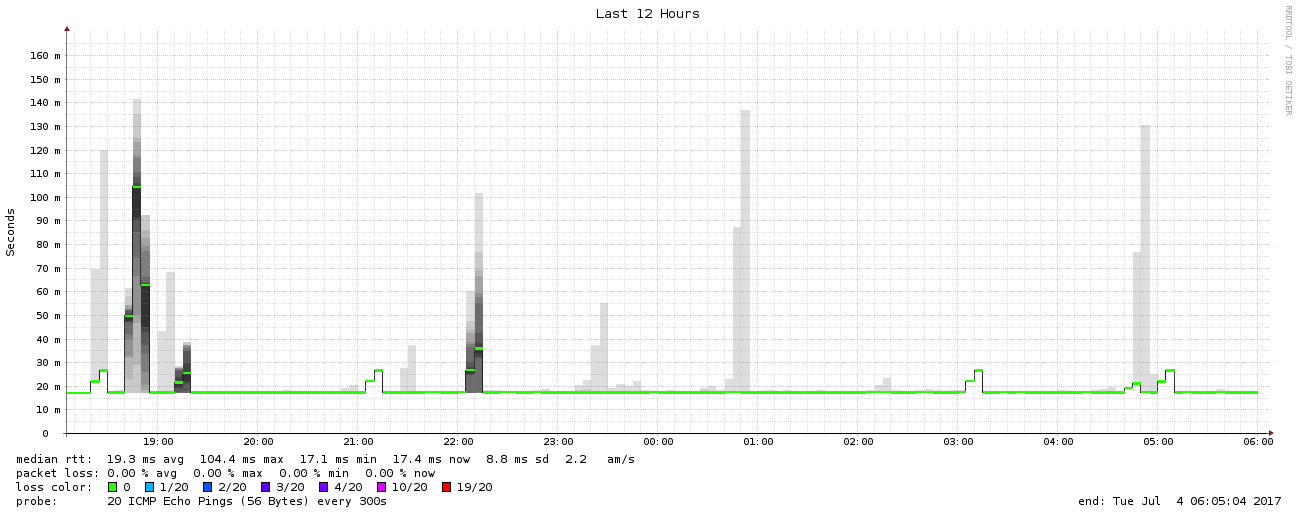 Last 12 Hours
RRDTOOL / TOBI OETIKER
Seconds
160 m
150 m
140 m
130 m
120 m
110 m
100 m
90 m
80 m
70 m
60 m
50 m
40 m
30 m
20 m
10 m
0
19:00 20:00 21:00 22:00 23:00 00:00 01:00 02:00 03:00 04:00 05:00 06:00
median rtt: 19.3 ms avg 104.4 ms max 17.1 ms min 17.4 ms now 8.8 ms sd 2.2 am/s
packet loss: 0.00 % avg 0.00 % max 0.00 % min 0.00 % now
loss color: 0 1/20 2/20 3/20 4/20 10/20 19/20
probe: 20 ICMP Echo Pings (56 Bytes) every 300s end: Tue Jul 4 06:05:04 2017